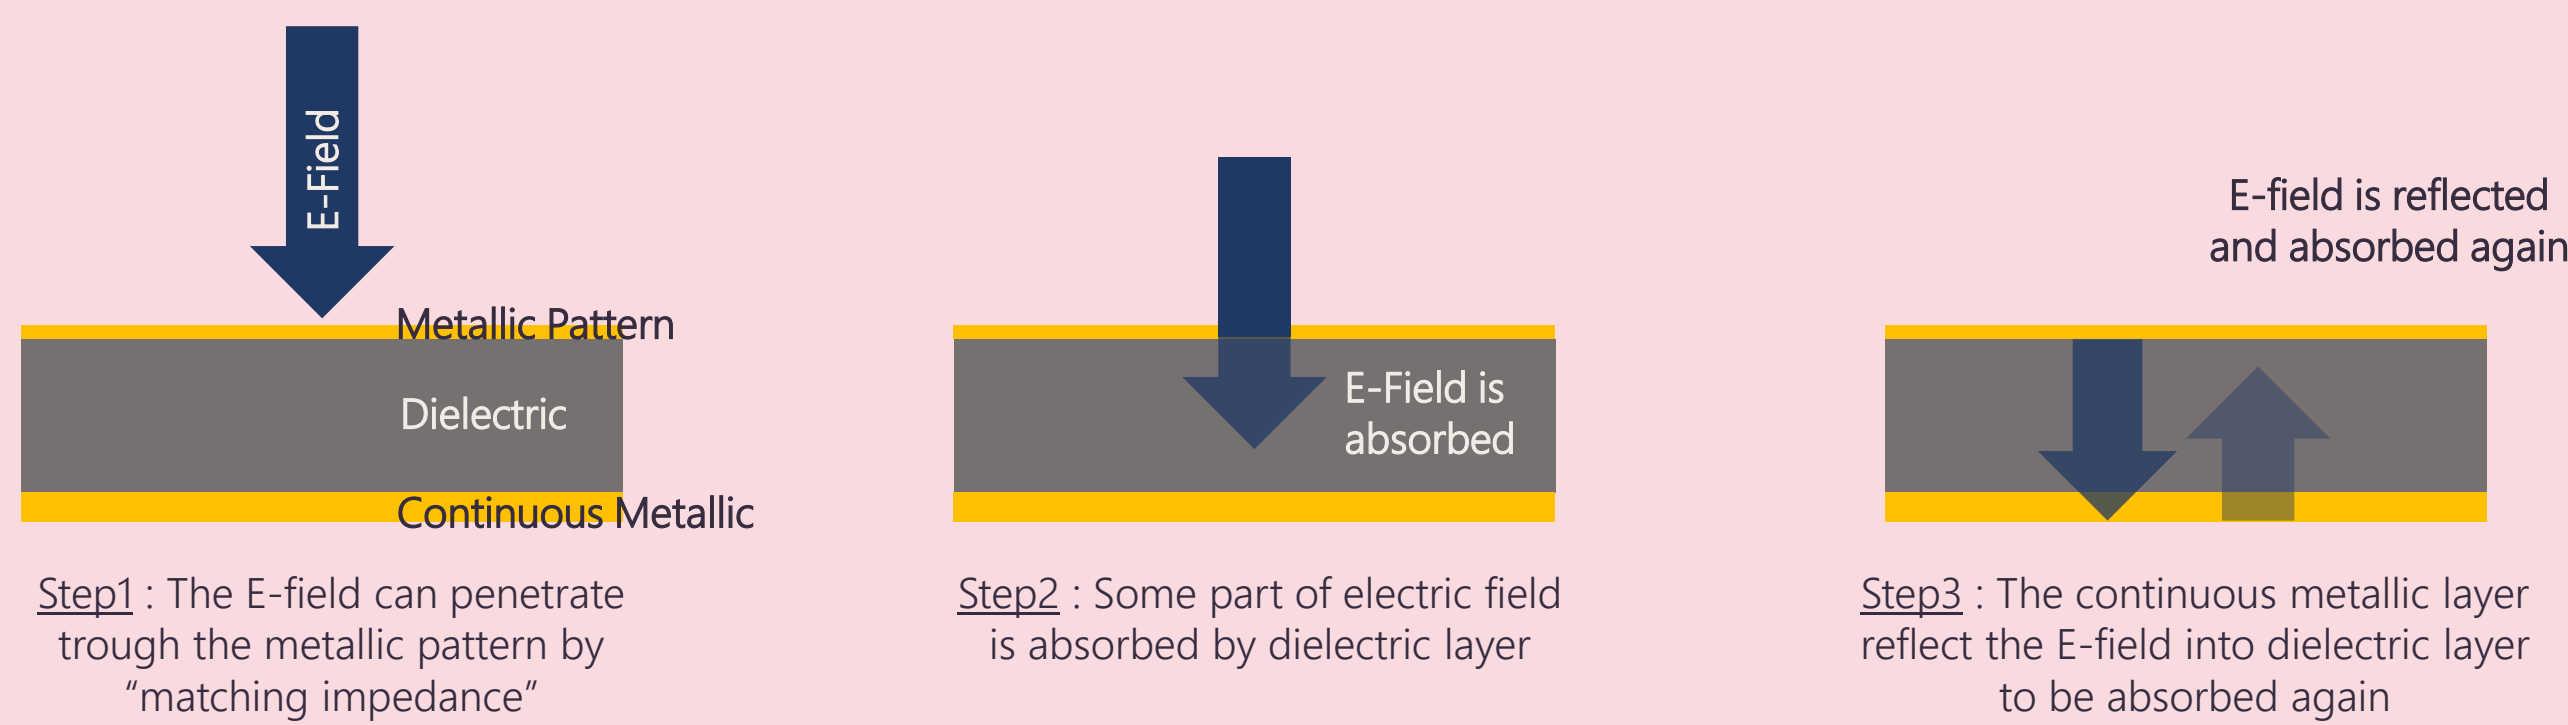 E-Field
Metallic Pattern
Dielectric
Continuous Metallic
Step1 : The E-field can penetrate
trough the metallic pattern by
“matching impedance”
E-Field is
absorbed
Step2 : Some part of electric field
is absorbed by dielectric layer
E-field is reflected
and absorbed again
Step3 : The continuous metallic layer
reflect the E-field into dielectric layer
to be absorbed again